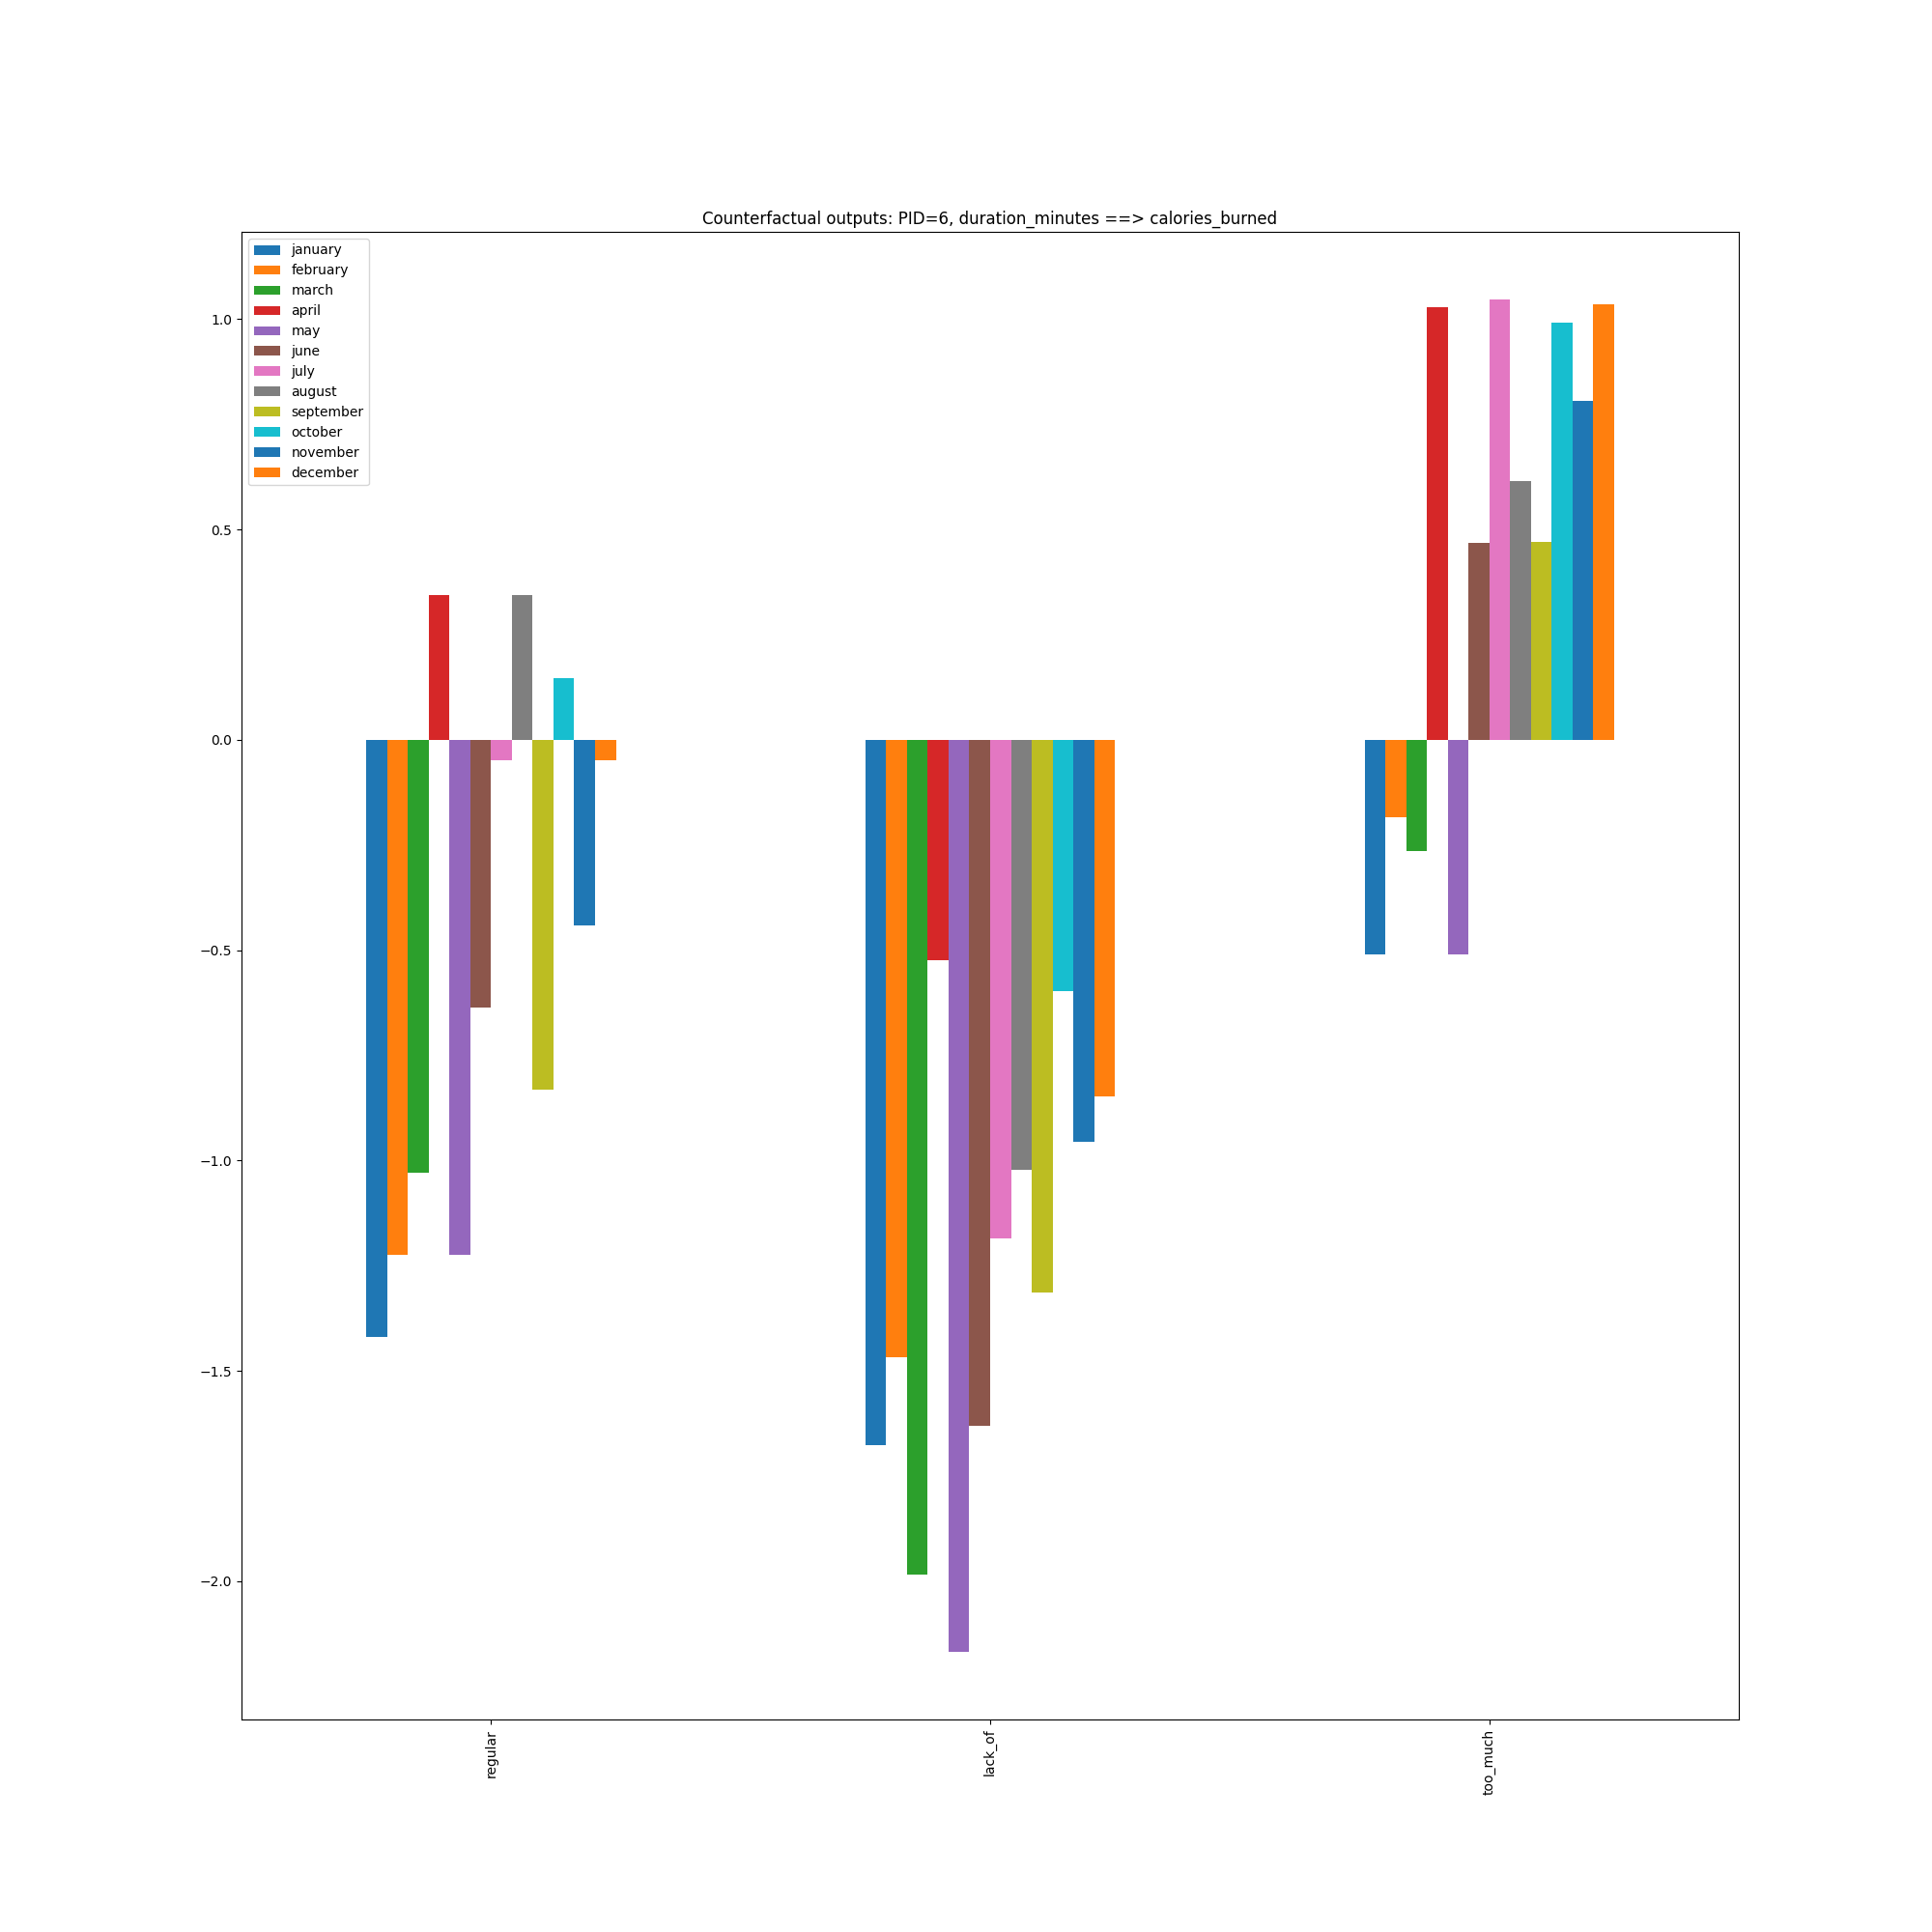 Counterfactual outputs: PID=6, duration_minutes ==> calories_burned
january
february
march
april
may
june
july
august
september
october
november
december
1.0
0.5
0.0
−0.5
−1.0
−1.5
−2.0
regular
lack_of
too_much